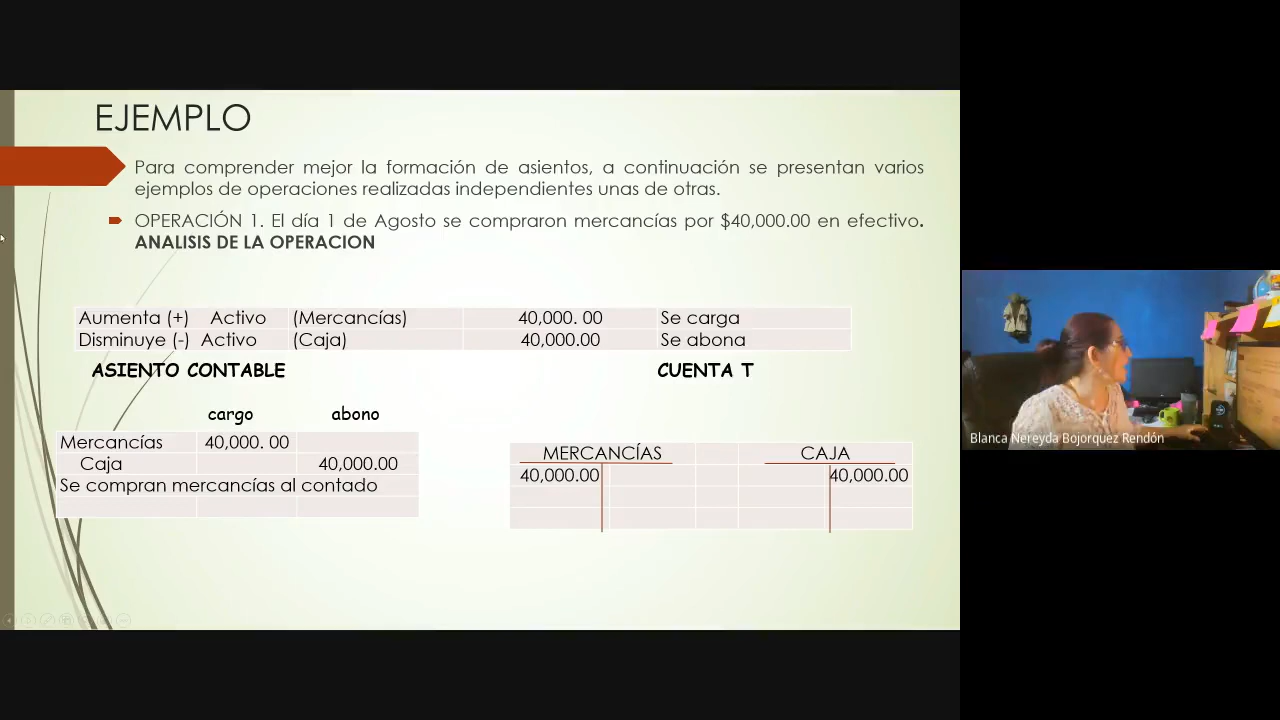 EJEMPLO
Para comprender mejor la formación de asientos, a continuación se presentan varios
ejemplos de operaciones realizadas independientes unas de otras.
OPERACIÓN 1. El día 1 de Agosto se compraron mercancías por $40,000.00 en efectivo.
ANALISIS DE LA OPERACION
Aumenta (+) Activo (Mercancías) 40,000. 00 Se carga
Disminuye (-) Activo (Caja) 40,000.00 Se abona
ASIENTO CONTABLE CUENTA T
cargo abono
Mercancías 40,000. 00
Caja 40,000.00
Se compran mercancías al contado
MERCANCÍAS CAJA
40,000.00 40,000.00
Blanca Nereyda Bojorquez Rendón